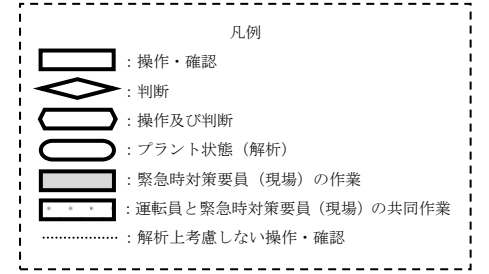 凡例
：操作・確認
：判断
：操作及び判断
：プラント状態（解析）
：緊急時対策要員（現場）の作業
：運転員と緊急時対策要員（現場）の共同作業
：解析上考慮しない操作・確認